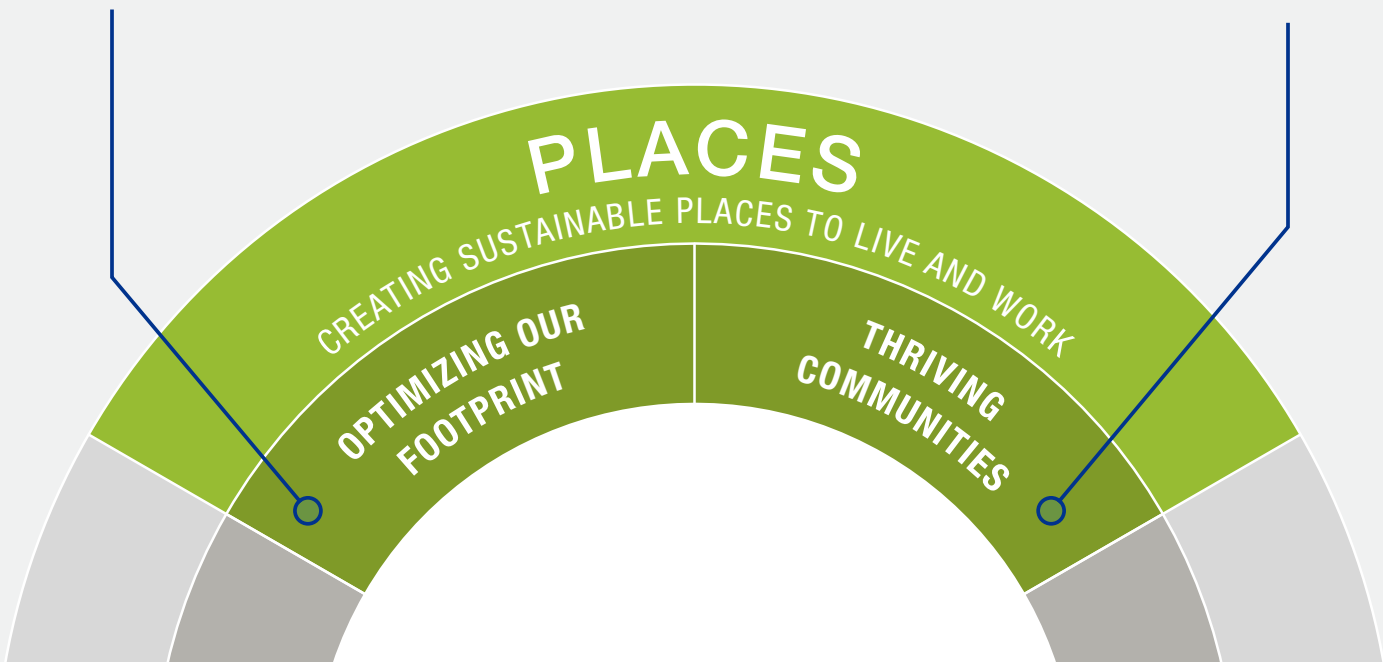 PLACES
CREATING SUSTAINABLE PLACES TO LIVE AND WORK
OPTIMIZING OUR
FOOTPRINT
THRIVING
COMMUNITIES